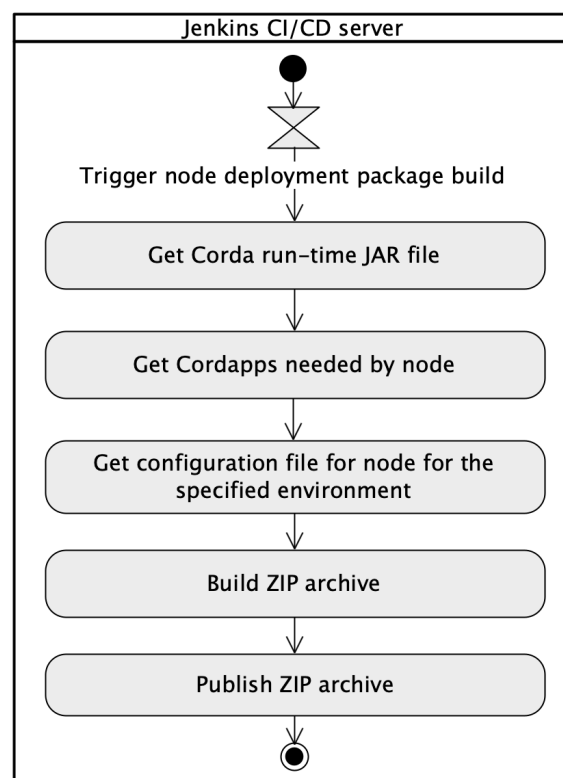 Jenkins CI/CD server
Trigger node deployment package build
Get Corda run-time JAR file
Get Cordapps needed by node
Get configuration file for node for the
specified environment
Build ZIP archive
Publish ZIP archive